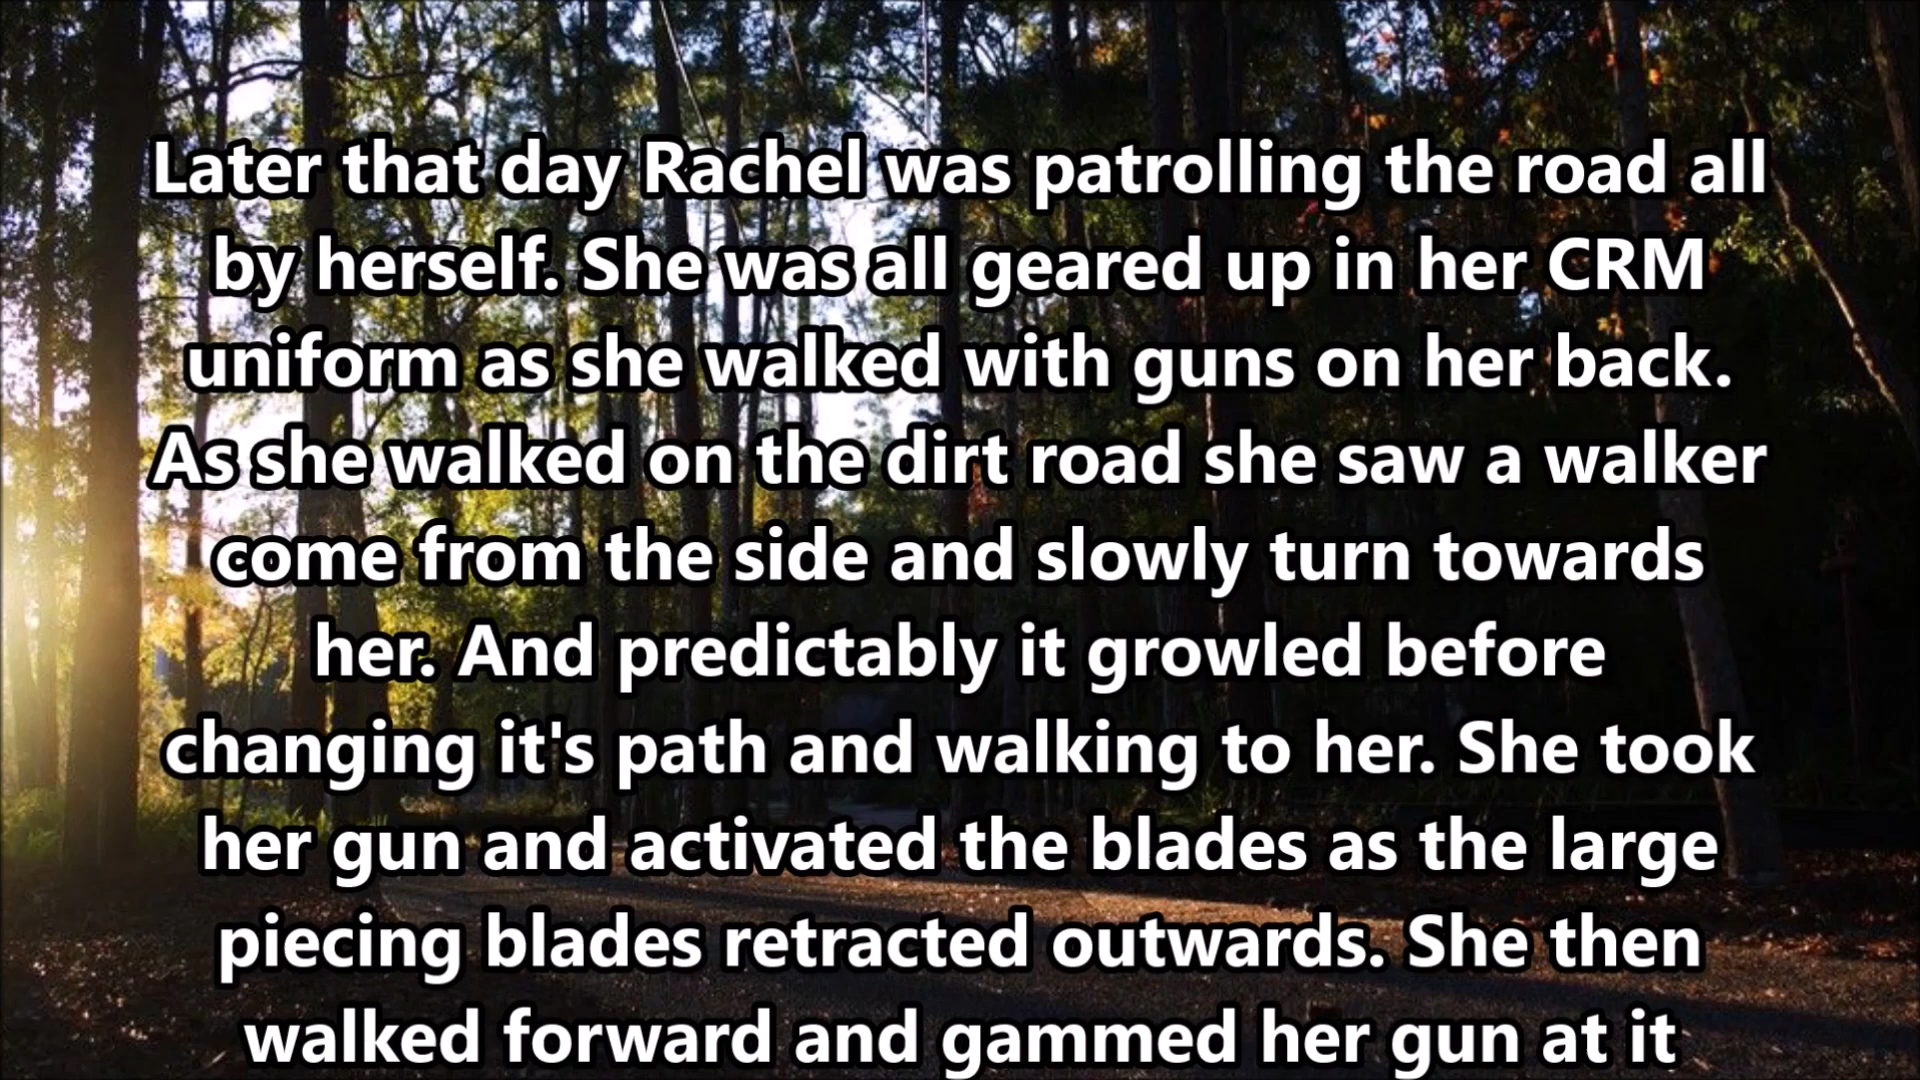 Later that day Rachel was patrolling the road all
by herself. She was all geared up in her CRM
uniform as she walked with guns on her back.
As she walked on the dirt road she saw a walker
come from the side and slowly turn towards
her. And predictably it growled before
changing it's path and walking to her. She took
her gun and activated the blades as the large
piecing blades retracted outwards. She then
walked forward and gammed her gun at it